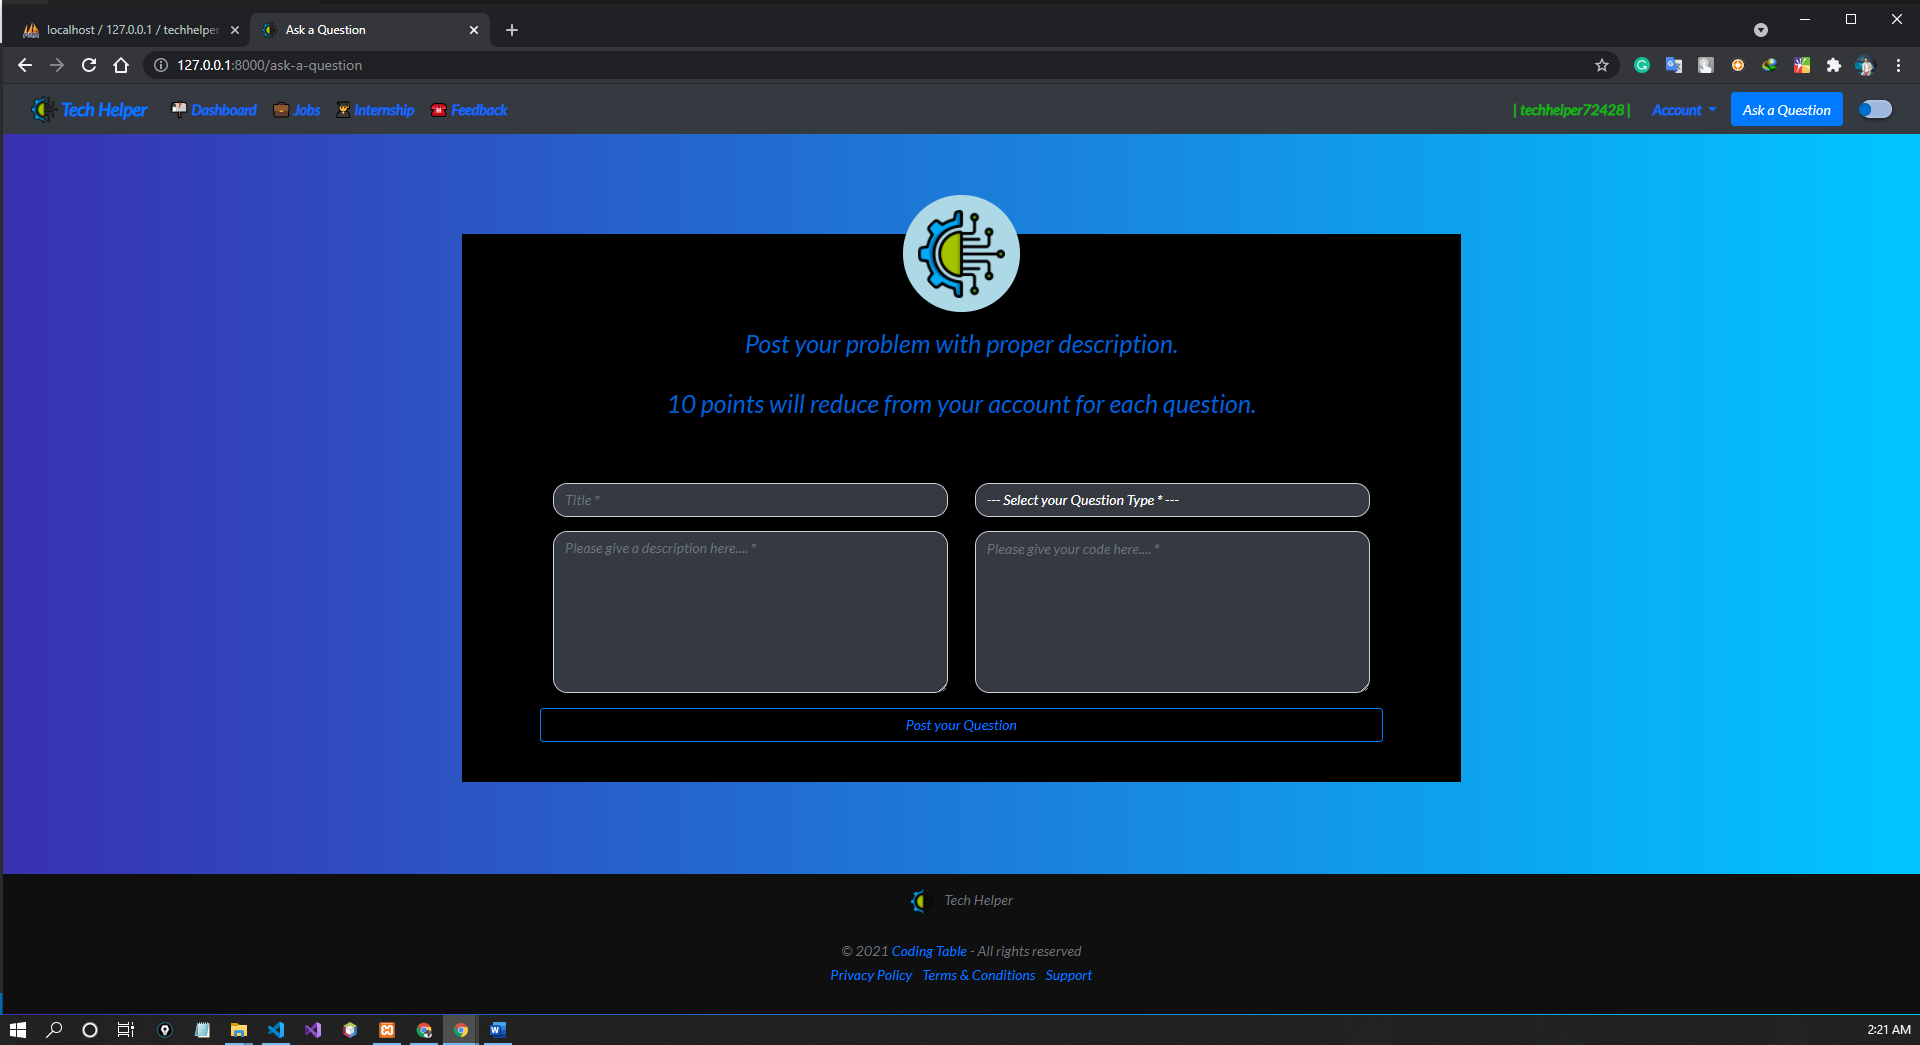 localhost / 127.0.0.1 / techhelper
Ask a Question
127.0.0.1:8000/ask-a-question
Tech Helper Dashboard Jobs Internship Feedback | techhelper72428 | Account Ask a Question
Post your problem with proper description.
10 points will reduce from your account for each question.
Title * --- Select your Question Type * ---
Please give a description here.... * Please give your code here.... *
Post your Question
Tech Helper
© 2021 Coding Table - All rights reserved
Privacy Policy Terms & Conditions Support
2:21 AM